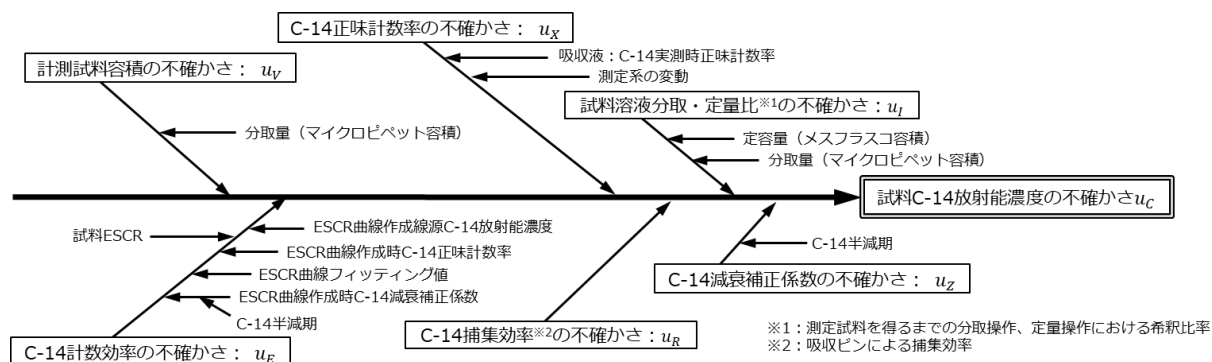 C-14正味計数率の不確かさ： u_X
吸収液：C-14実測時正味計数率
測定系の変動
計測試料容積の不確かさ： u_V
分取量（マイクロピペット容積）
試料溶液分取・定量比※1の不確かさ：u_I
定容量（メスフラスコ容積）
分取量（マイクロピペット容積）
試料C-14放射能濃度の不確かさu_C
試料ESCR
ESCR曲線作成線源C-14放射能濃度
ESCR曲線作成時C-14正味計数率
ESCR曲線フィッティング値
ESCR曲線作成時C-14減衰補正係数
C-14半減期
C-14計数効率の不確かさ： u_E
C-14捕集効率※2の不確かさ：u_R
C-14半減期
C-14減衰補正係数の不確かさ： u_Z
※1：測定試料を得るまでの分取操作、定量操作における希釈比率
※2：吸収ビンによる捕集効率